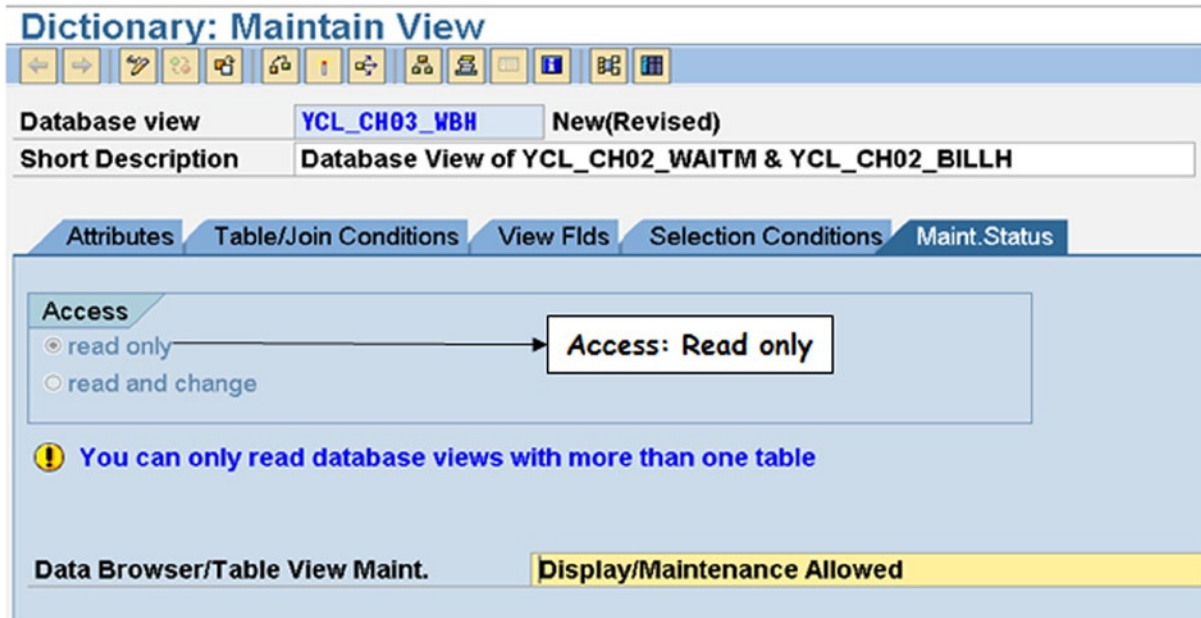 Dictionary: Maintain View
Database view YCL_CH03_WBH New(Revised)
Short Description Database View of YCL_CH02_WAITM & YCL_CH02_BILLH
Attributes Table/Join Conditions View Flds Selection Conditions Maint.Status
Access
read only Access: Read only
read and change
You can only read database views with more than one table
Data Browser/Table View Maint. Display/Maintenance Allowed